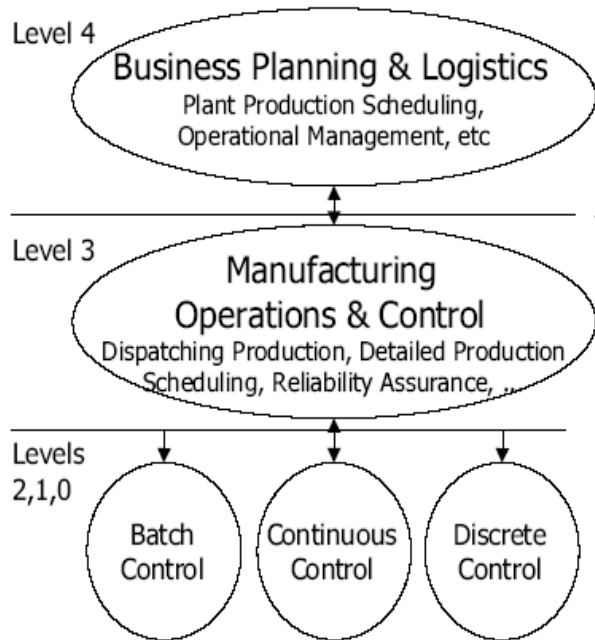 Level 4
Business Planning & Logistics
Plant Production Scheduling,
Operational Management, etc
Level 3
Manufacturing
Operations & Control
Dispatching Production, Detailed Production
Scheduling, Reliability Assurance, ...
Levels
2,1,0
Batch
Control
Continuous
Control
Discrete
Control